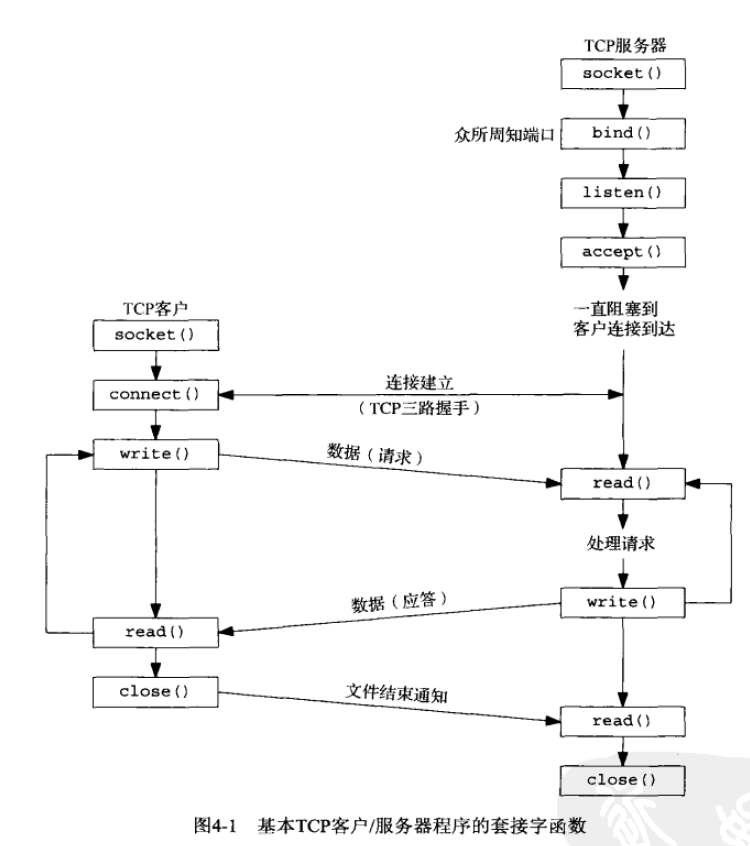 TCP服务器
socket()
众所周知端口
bind()
listen()
accept()
一直阻塞到
客户连接到达
TCP客户
socket()
connect()
连接建立
（TCP三路握手）
write()
数据（请求）
read()
处理请求
write()
数据（应答）
read()
close()
文件结束通知
read()
close()
图4-1 基本TCP客户/服务器程序的套接字函数